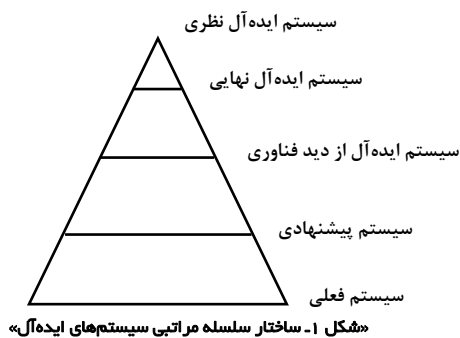 سیستم ایده‌آل نظری
سیستم ایده‌آل نهایی
سیستم ایده‌آل از دید فناوری
سیستم پیشنهادی
سیستم فعلی
«شکل ۱ـ ساختار سلسله مراتبی سیستم‌های ایده‌آل»